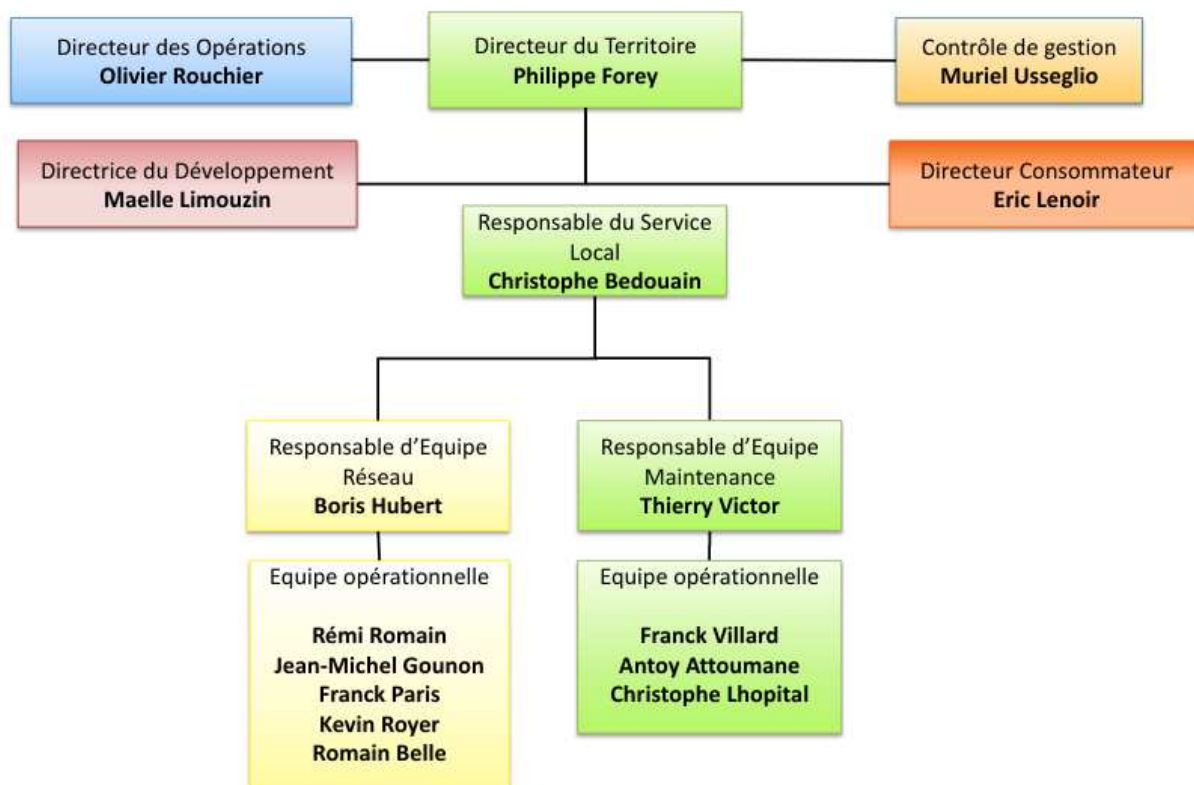 Directeur des Opérations
Olivier Rouchier
Directeur du Territoire
Philippe Forey
Contrôle de gestion
Muriel Usseglio
Directrice du Développement
Maelle Limouzin
Directeur Consommateur
Eric Lenoir
Responsable du Service
Local
Christophe Bedouain
Responsable d'Equipe
Réseau
Boris Hubert
Responsable d'Equipe
Maintenance
Thierry Victor
Equipe opérationnelle
Rémi Romain
Jean-Michel Gounon
Franck Paris
Kevin Royer
Romain Belle
Equipe opérationnelle
Franck Villard
Antoy Attoumane
Christophe Lhopital